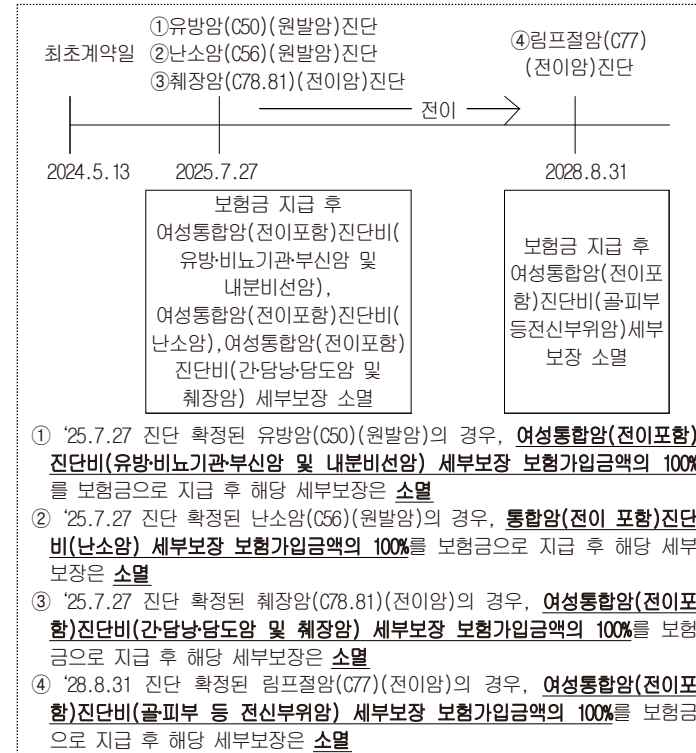 ①유방암(C50)(원발암)진단
최초계약일 ②난소암(C56)(원발암)진단
③췌장암(C78.81)(전이암)진단
④림프절암(C77)
(전이암)진단
전이
2024.5.13 2025.7.27 2028.8.31
보험금 지급 후
여성통합암(전이포함)진단비(
유방·비뇨기관·부신암 및
내분비선암),
여성통합암(전이포함)진단비(
난소암),여성통합암(전이포함)
진단비(간·담낭·담도암 및
췌장암) 세부보장 소멸
보험금 지급 후
여성통합암(전이포
함)진단비(골·피부
등전신부위암)세부
보장 소멸
① ‘25.7.27 진단 확정된 유방암(C50)(원발암)의 경우, 여성통합암(전이포함)
진단비(유방·비뇨기관·부신암 및 내분비선암) 세부보장 보험가입금액의 100%
를 보험금으로 지급 후 해당 세부보장은 소멸
② ‘25.7.27 진단 확정된 난소암(C56)(원발암)의 경우, 통합암(전이 포함)진단
비(난소암) 세부보장 보험가입금액의 100%를 보험금으로 지급 후 해당 세부
보장은 소멸
③ ‘25.7.27 진단 확정된 췌장암(C78.81)(전이암)의 경우, 여성통합암(전이포
함)진단비(간·담낭·담도암 및 췌장암) 세부보장 보험가입금액의 100%를 보험
금으로 지급 후 해당 세부보장은 소멸
④ ‘28.8.31 진단 확정된 림프절암(C77)(전이암)의 경우, 여성통합암(전이포
함)진단비(골·피부 등 전신부위암) 세부보장 보험가입금액의 100%를 보험금
으로 지급 후 해당 세부보장은 소멸